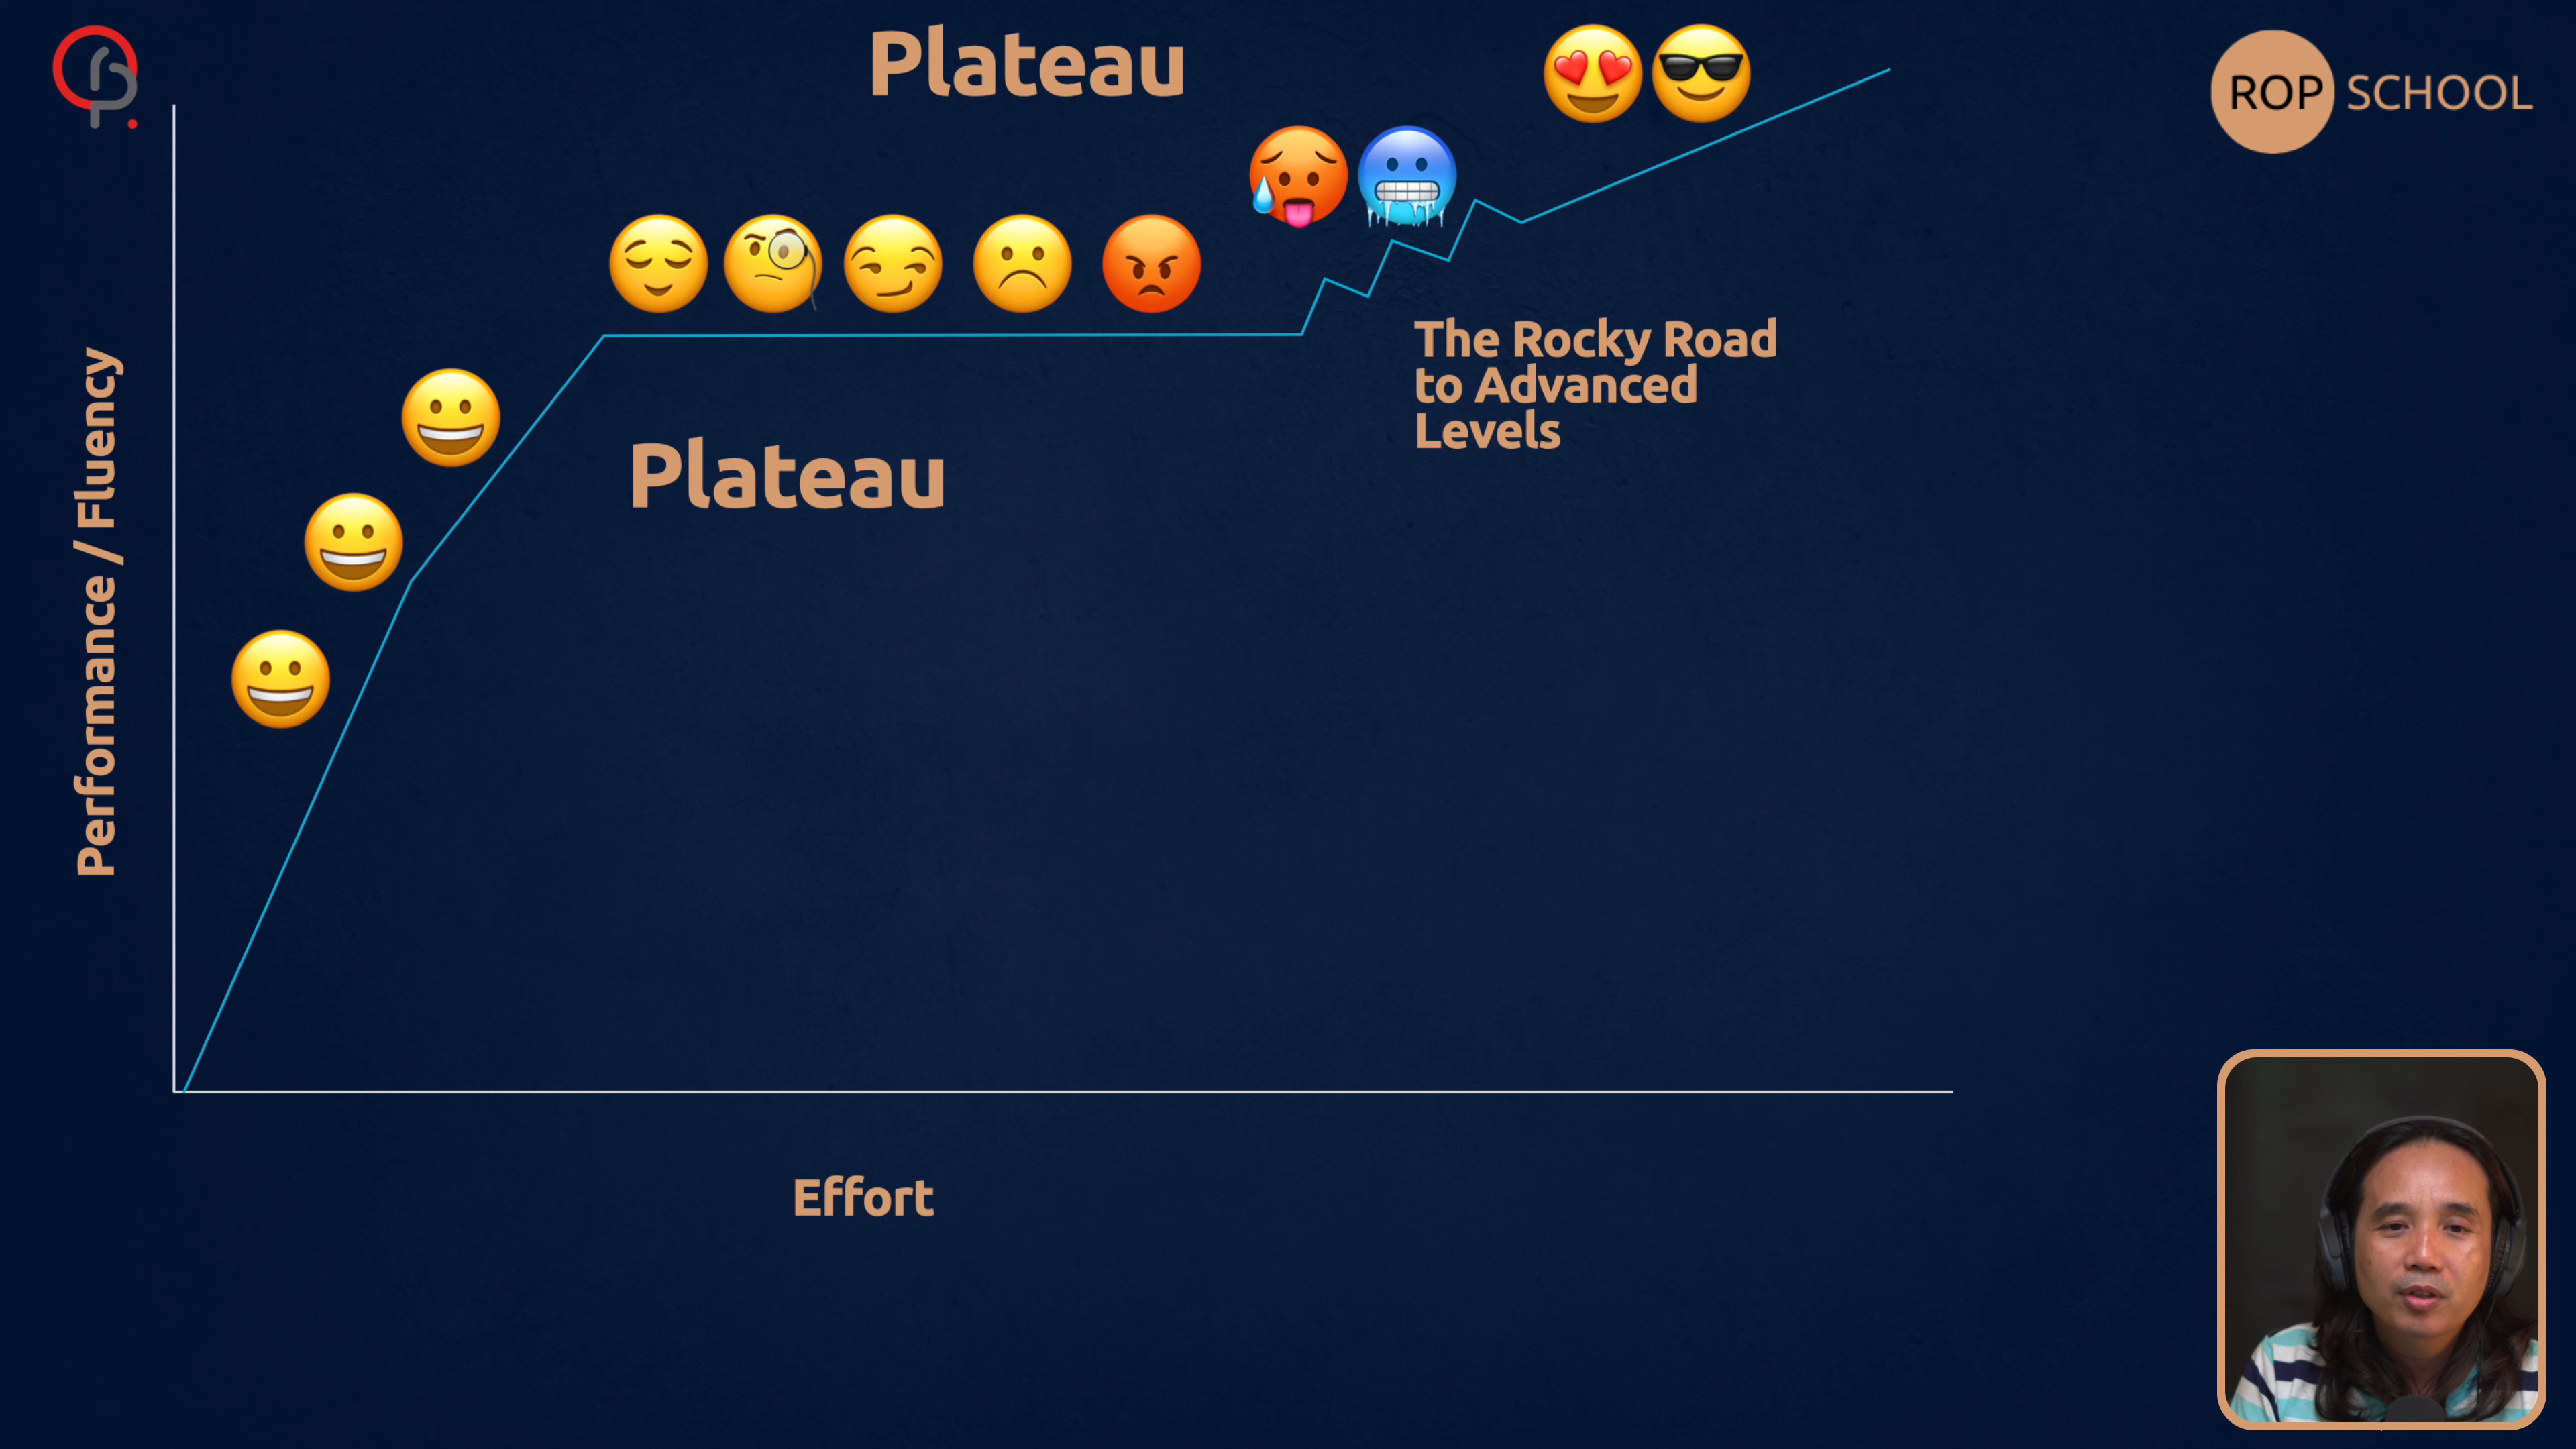 Plateau
ROP SCHOOL
Performance / Fluency
Plateau
The Rocky Road
to Advanced
Levels
Effort